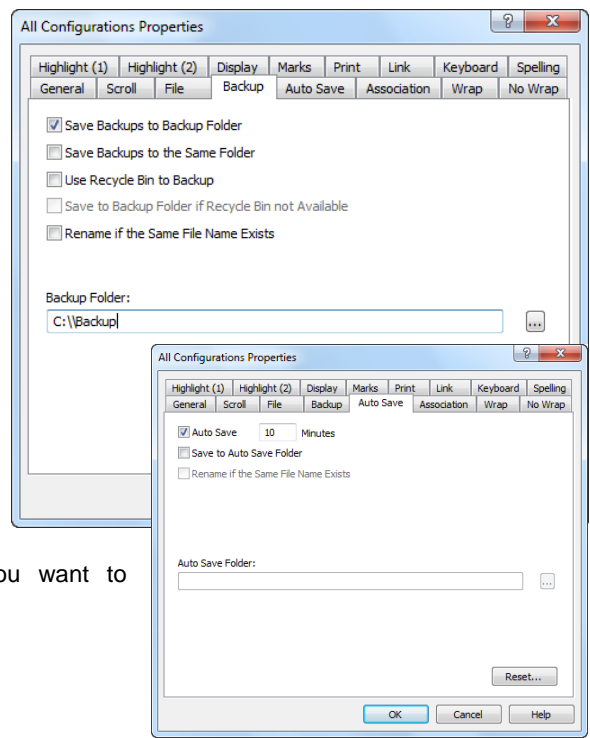 All Configurations Properties
Highlight (1) Highlight (2) Display Marks Print Link Keyboard Spelling
General Scroll File Backup Auto Save Association Wrap No Wrap
Save Backups to Backup Folder
Save Backups to the Same Folder
Use Recycle Bin to Backup
Save to Backup Folder if Recycle Bin not Available
Rename if the Same File Name Exists
Backup Folder:
C:\\Backup
...
All Configurations Properties
Highlight (1) Highlight (2) Display Marks Print Link Keyboard Spelling
General Scroll File Backup Auto Save Association Wrap No Wrap
Auto Save 10 Minutes
Save to Auto Save Folder
Rename if the Same File Name Exists
Auto Save Folder:
...
Reset...
OK Cancel Help
ou want to